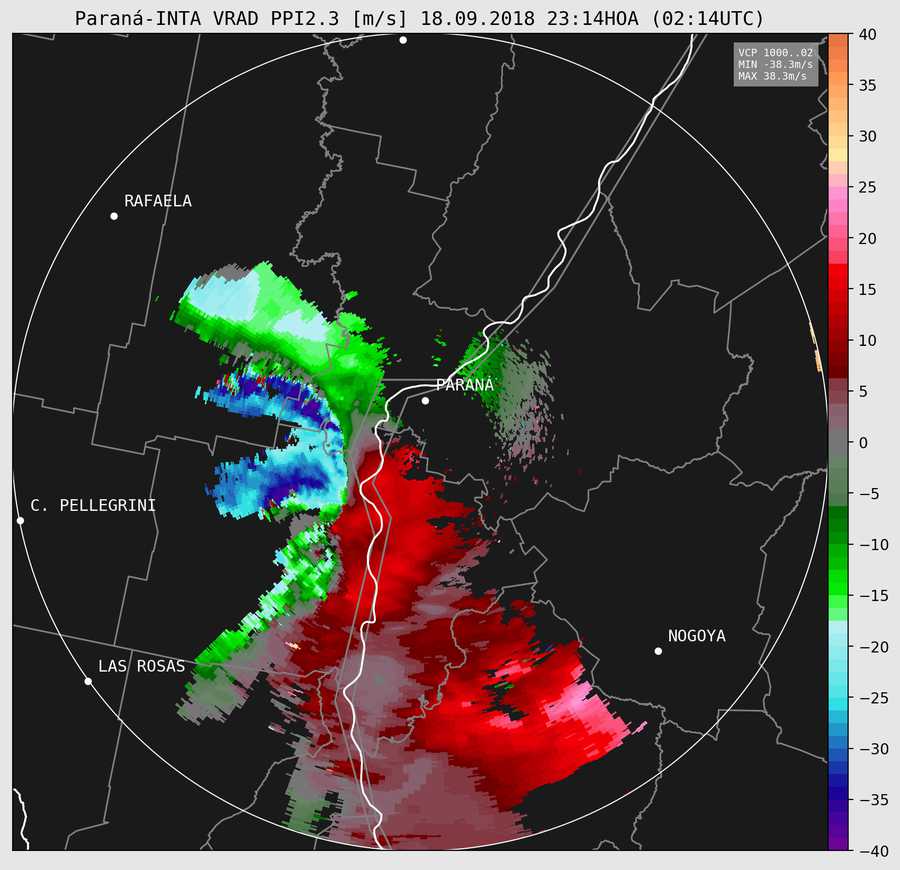 Paraná-INTA VRAD PPI2.3 [m/s] 18.09.2018 23:14HOA (02:14UTC)
VCP 1000..02
MIN -38.3m/s
MAX 38.3m/s
RAFAELA
PARANÁ
C. PELLEGRINI
NOGOYA
LAS ROSAS
40
35
30
25
20
15
10
5
0
−5
−10
−15
−20
−25
−30
−35
−40